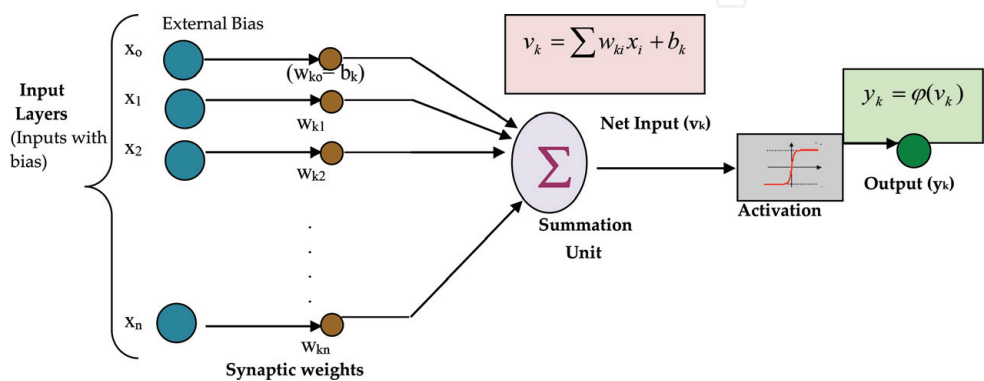 External Bias
xₒ
(wₖₒ= bₖ)
vₖ = ∑ wₖᵢxᵢ + bₖ
yₖ = φ(vₖ)
Input
Layers
(Inputs with
bias)
x₁
wₖ₁
x₂
wₖ₂
Net Input (vₖ)
∑
Activation
Output (yₖ)
Summation
Unit
xₙ
wₖₙ
Synaptic weights